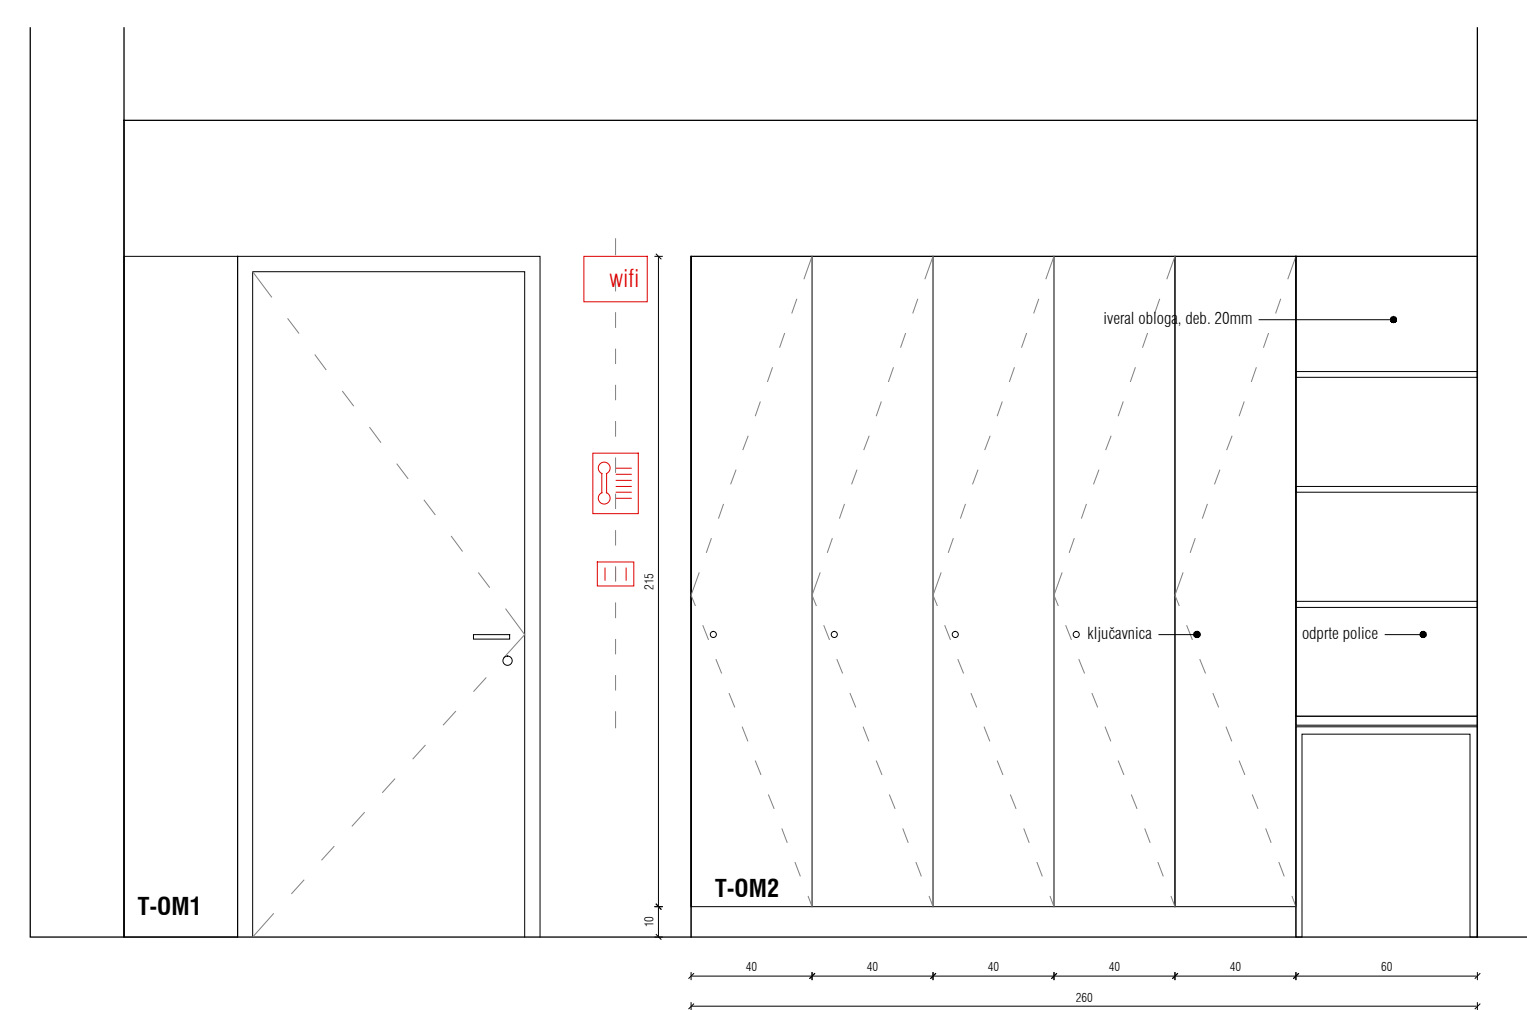 wifi
iveral obloga, deb. 20mm
215
ključavnica
odprte police
T-OM2
T-OM1
10
40
40
40
40
40
60
260